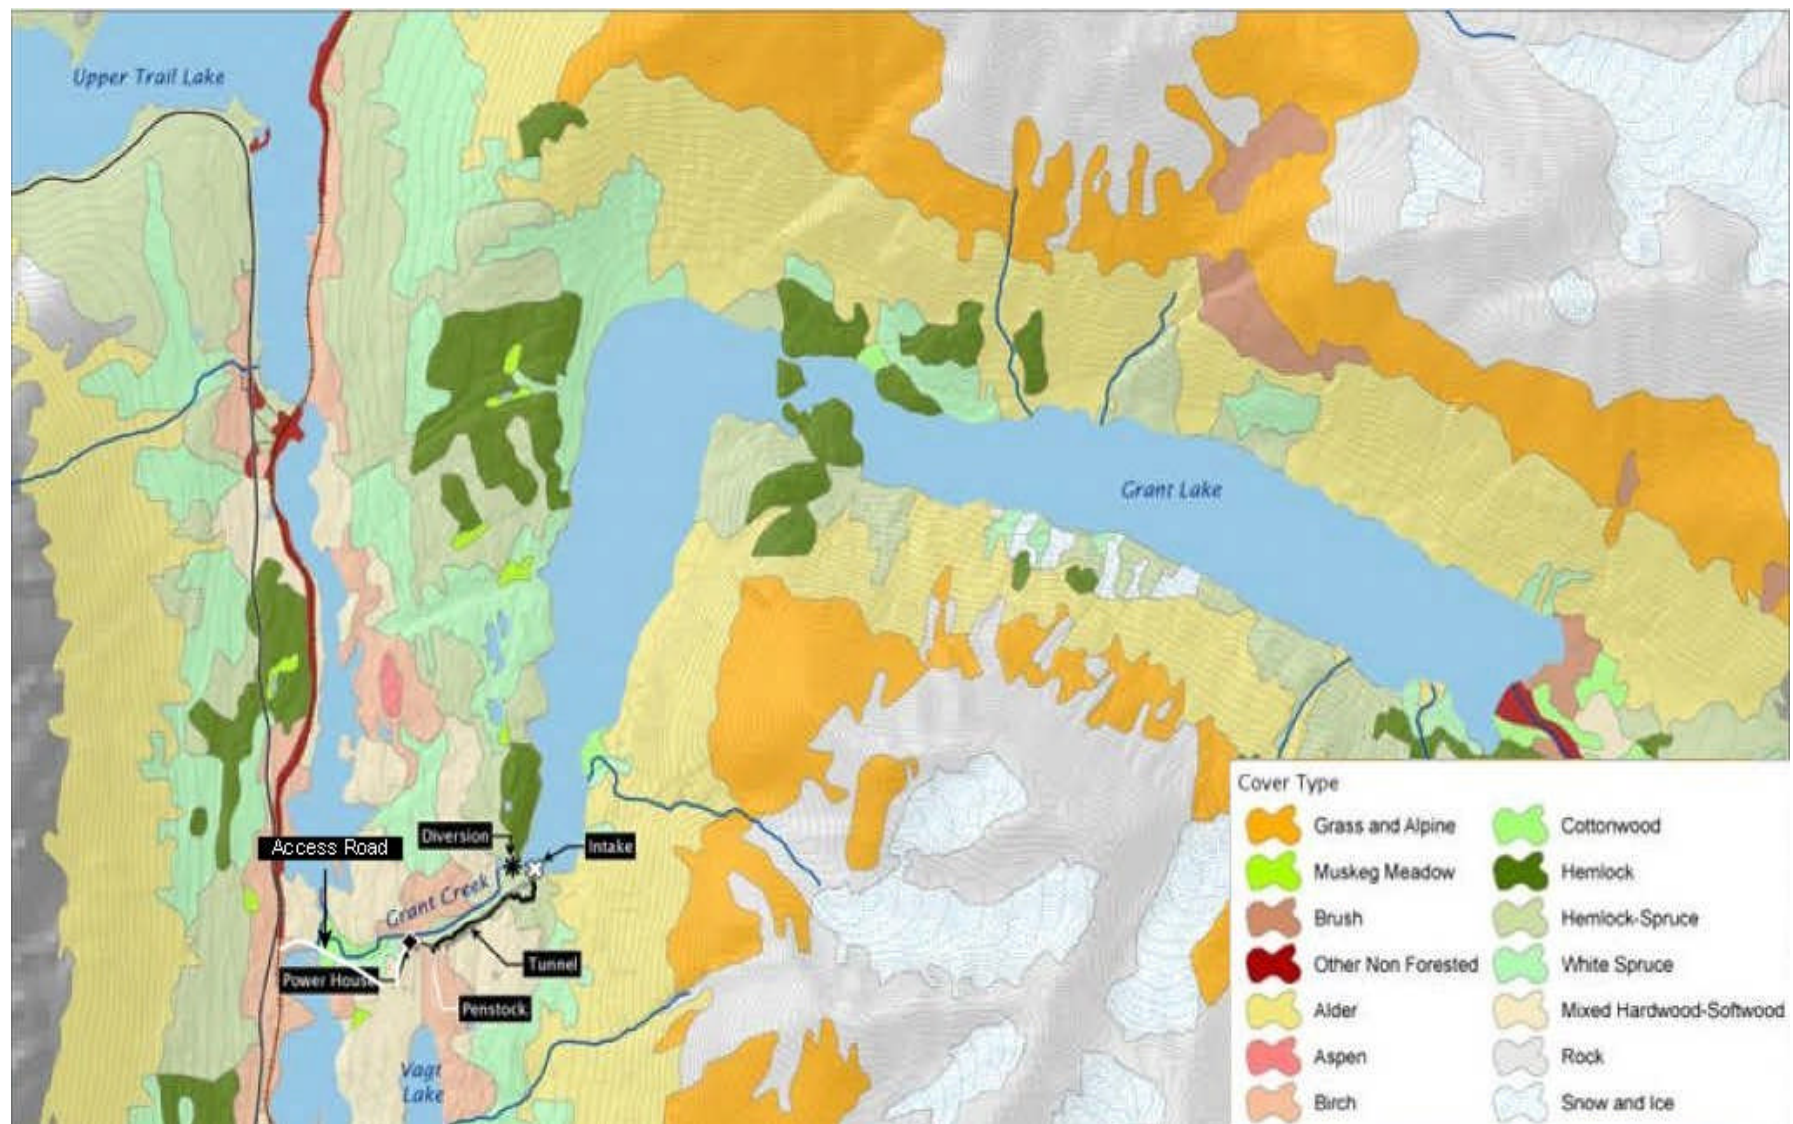 Upper Trail Lake
Grant Lake
Diversion
Intake
Access Road
Grant Creek
Tunnel
Power House
Penstock
Lake
Cover Type
Grass and Alpine
Muskeg Meadow
Brush
Other Non Forested
Alder
Aspen
Birch
Cottonwood
Hemlock
Hemlock-Spruce
White Spruce
Mixed Hardwood-Softwood
Rock
Snow and Ice